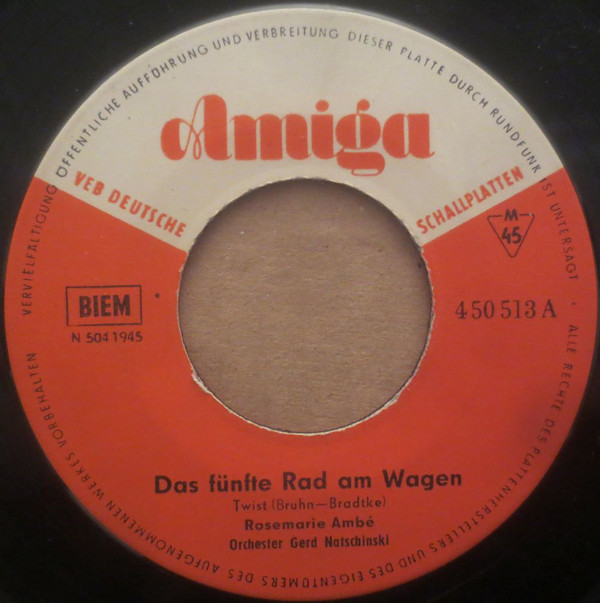 ALLE RECHTE DES PLATTENHERSTELLERS UND DES EIGENTÜMERS DES AUFGENOMMENEN WERKES VORBEHALTEN
VERVIELFÄLTIGUNG ÖFFENTLICHE AUFFÜHRUNG UND VERBREITUNG DIESER PLATTE DURCH RUNDFUNK IST UNTERSAGT
Amiga
VEB DEUTSCHE SCHALLPLATTEN
M
45
BIEM
450513 A
N 5041945
Das fünfte Rad am Wagen
Twist (Bruhn—Bradtke)
Rosemarie Ambé
Orchester Gerd Natschinski